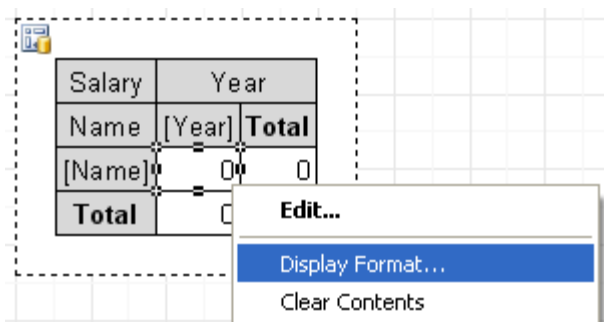 Salary Year
Name [Year] Total
[Name] 0 0
Total 0
Edit...
Display Format...
Clear Contents